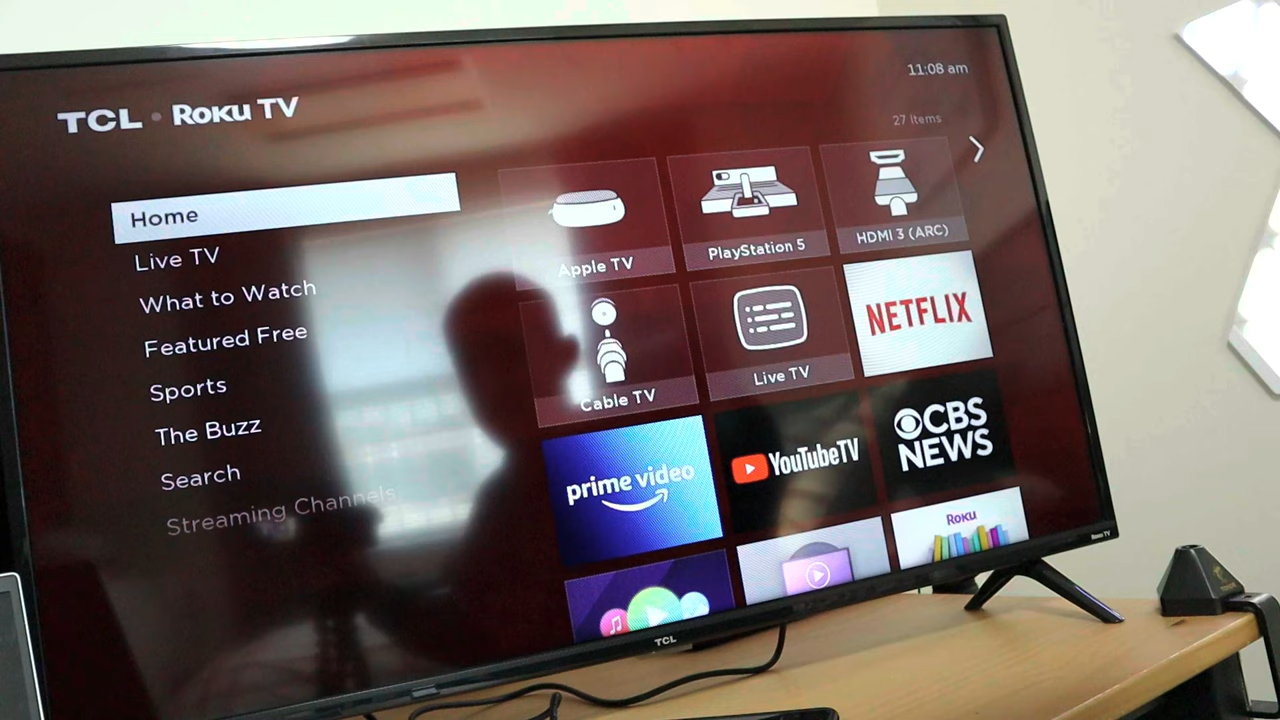 TCL • Roku TV
11:08 am
27 Items
Home
Live TV
What to Watch
Featured Free
Sports
The Buzz
Search
Streaming Channels
Apple TV
PlayStation 5
HDMI 3 (ARC)
Cable TV
Live TV
NETFLIX
prime video
YouTubeTV
CBS NEWS
Roku
TCL
Roku TV